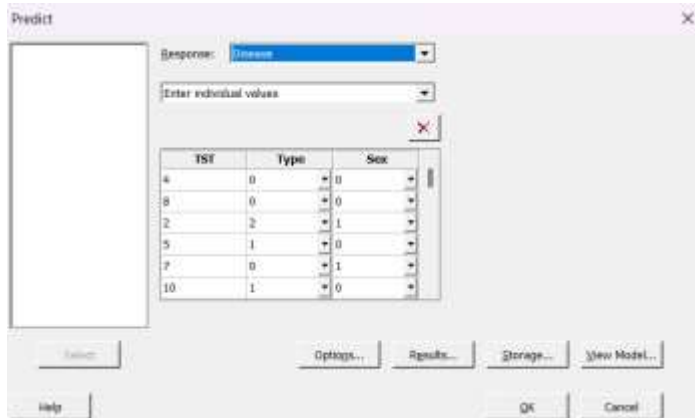 Predict
Response: Disease
Enter individual values
TST Type Sex
4 0 0
8 0 0
2 2 1
5 1 0
7 0 1
10 1 0
Select Options... Results... Storage... View Model...
Help OK Cancel